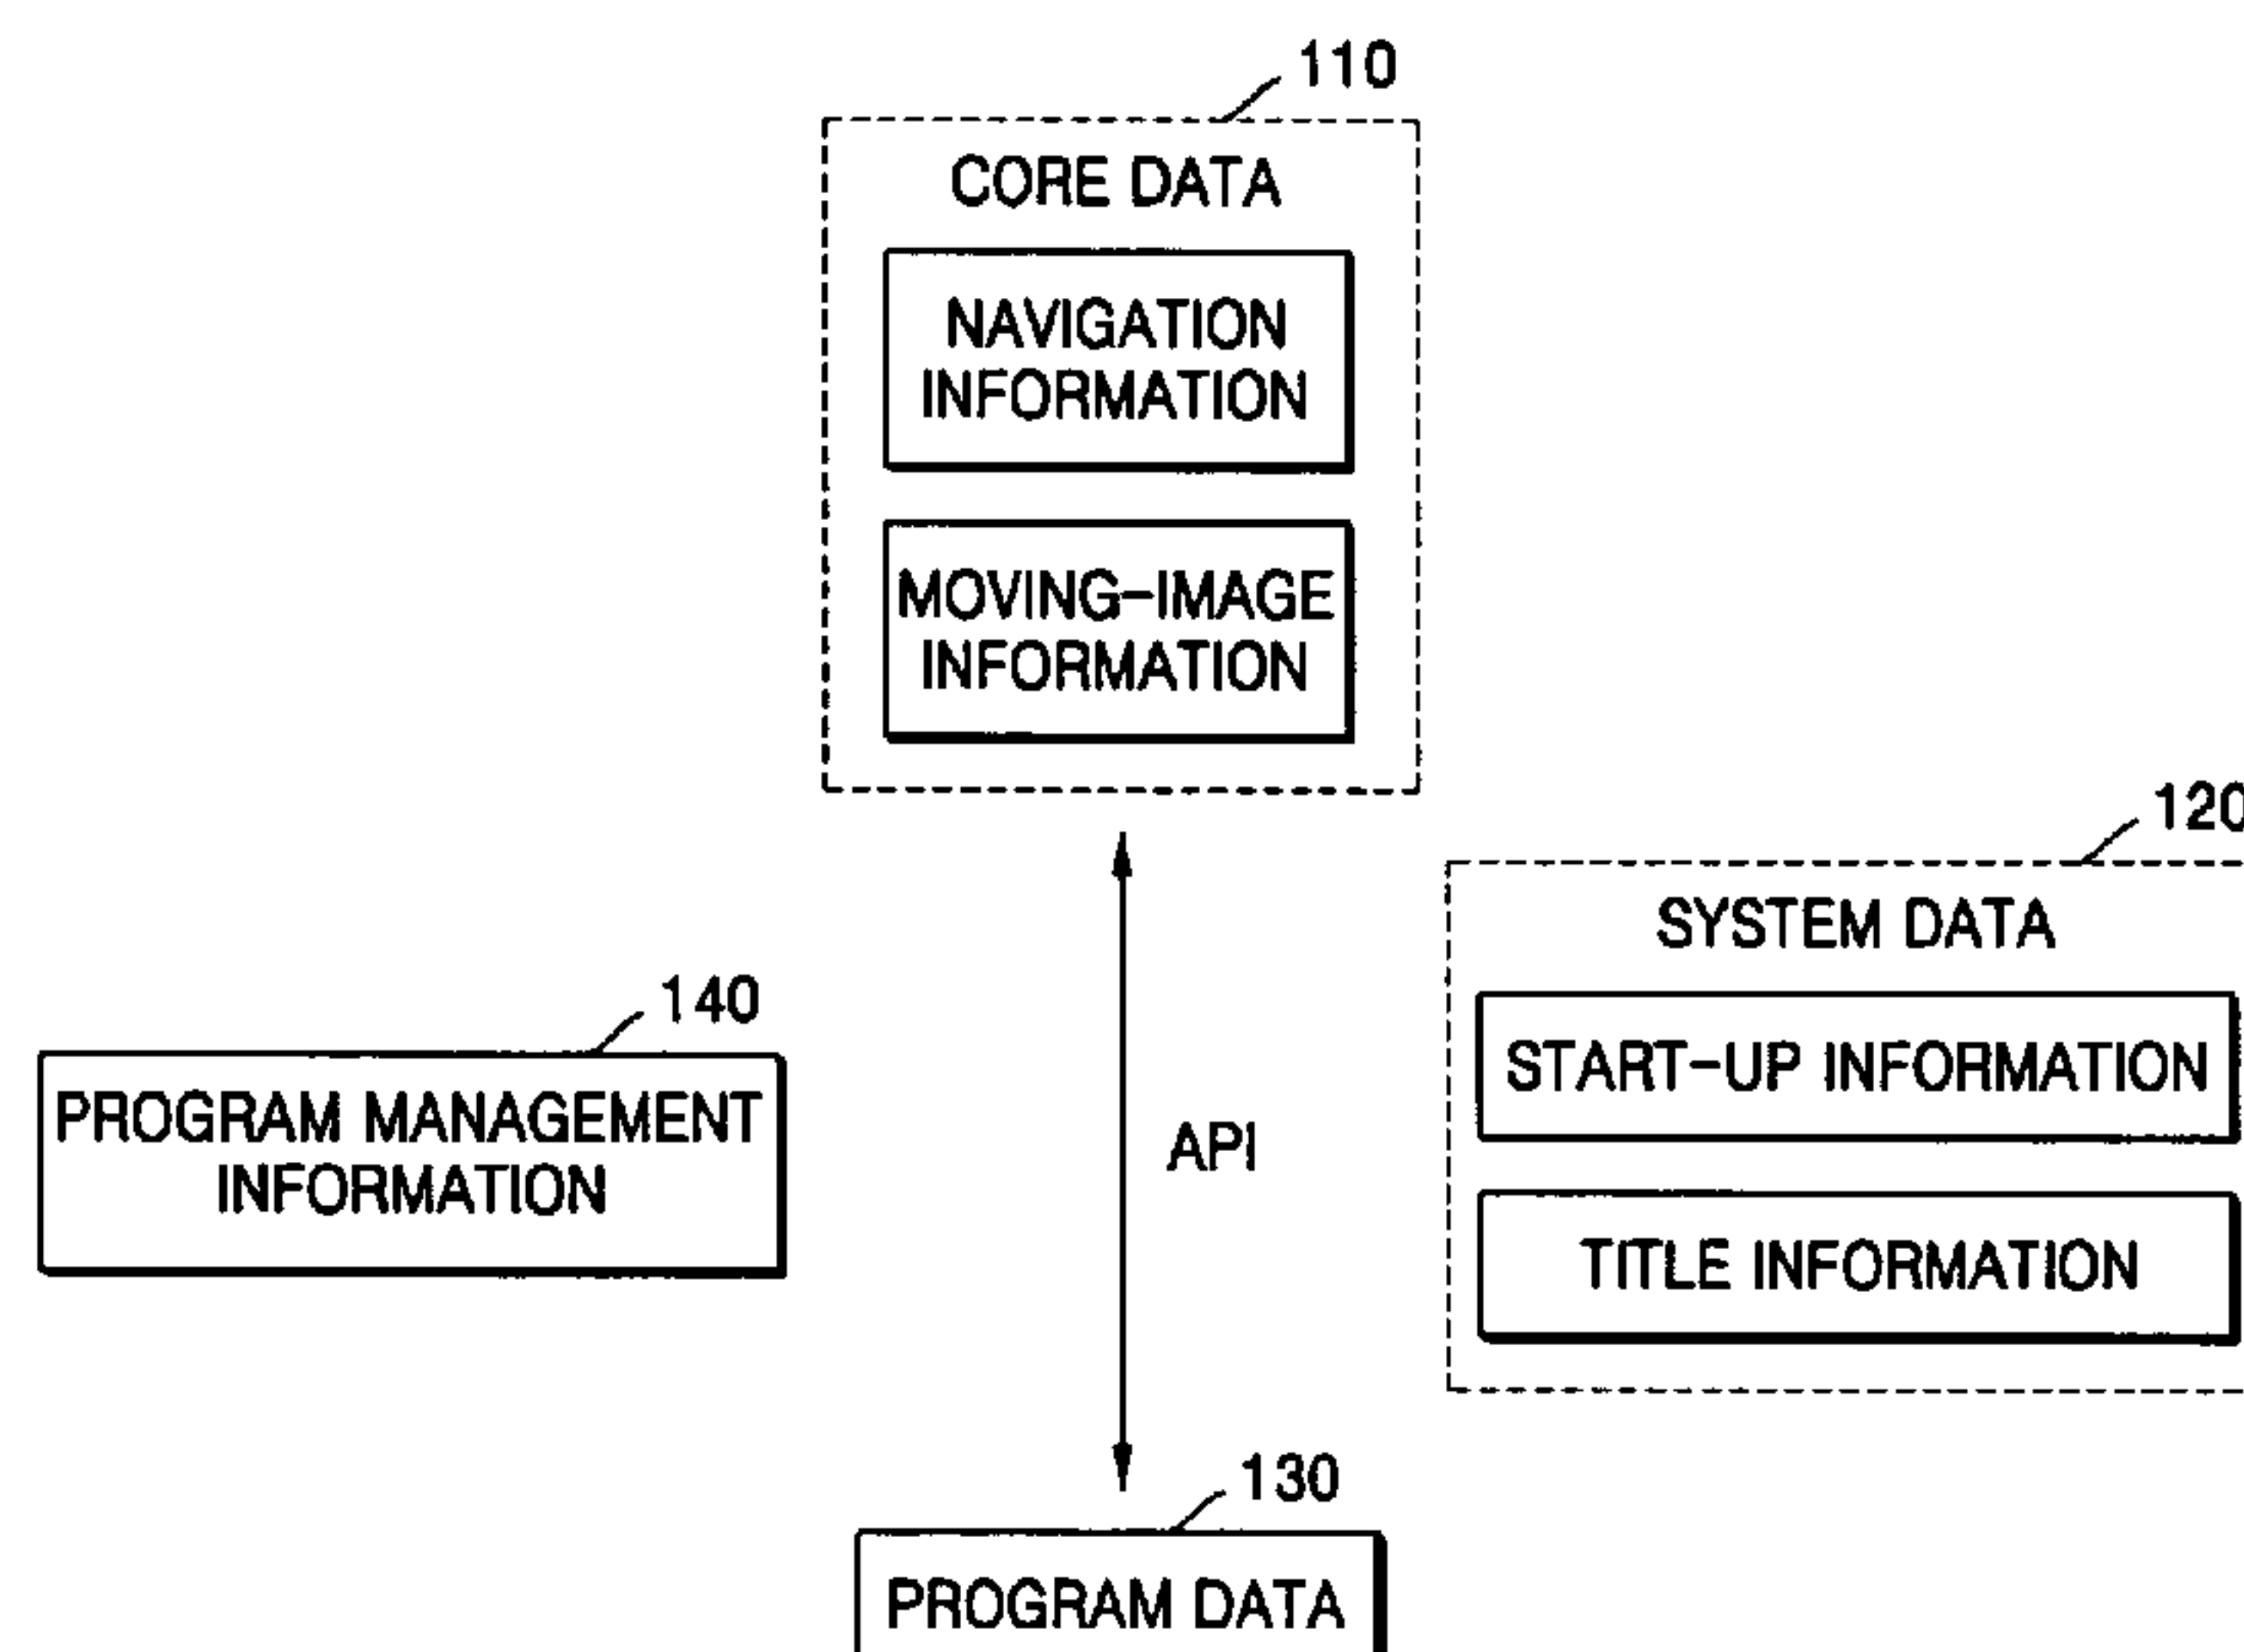 110
CORE DATA
NAVIGATION
INFORMATION
MOVING-IMAGE
INFORMATION
120
SYSTEM DATA
START-UP INFORMATION
TITLE INFORMATION
140
PROGRAM MANAGEMENT
INFORMATION
API
130
PROGRAM DATA